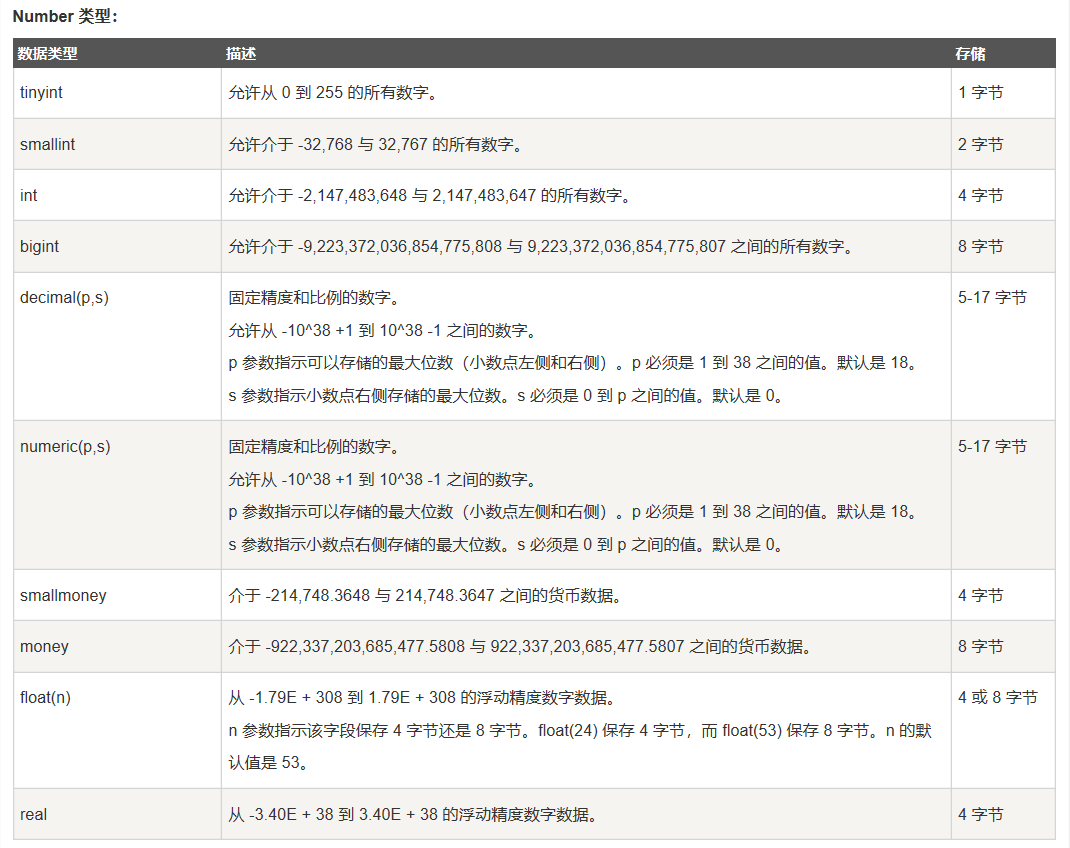 Number 类型：
数据类型 描述 存储
tinyint 允许从 0 到 255 的所有数字。 1 字节
smallint 允许介于 -32,768 与 32,767 的所有数字。 2 字节
int 允许介于 -2,147,483,648 与 2,147,483,647 的所有数字。 4 字节
bigint 允许介于 -9,223,372,036,854,775,808 与 9,223,372,036,854,775,807 之间的所有数字。 8 字节
decimal(p,s) 固定精度和比例的数字。 5-17 字节
允许从 -10^38 +1 到 10^38 -1 之间的数字。
p 参数指示可以存储的最大位数（小数点左侧和右侧）。p 必须是 1 到 38 之间的值。默认是 18。
s 参数指示小数点右侧存储的最大位数。s 必须是 0 到 p 之间的值。默认是 0。
numeric(p,s) 固定精度和比例的数字。 5-17 字节
允许从 -10^38 +1 到 10^38 -1 之间的数字。
p 参数指示可以存储的最大位数（小数点左侧和右侧）。p 必须是 1 到 38 之间的值。默认是 18。
s 参数指示小数点右侧存储的最大位数。s 必须是 0 到 p 之间的值。默认是 0。
smallmoney 介于 -214,748.3648 与 214,748.3647 之间的货币数据。 4 字节
money 介于 -922,337,203,685,477.5808 与 922,337,203,685,477.5807 之间的货币数据。 8 字节
float(n) 从 -1.79E + 308 到 1.79E + 308 的浮动精度数字数据。 4 或 8 字节
n 参数指示该字段保存 4 字节还是 8 字节。float(24) 保存 4 字节，而 float(53) 保存 8 字节。n 的默
认值是 53。
real 从 -3.40E + 38 到 3.40E + 38 的浮动精度数字数据。 4 字节